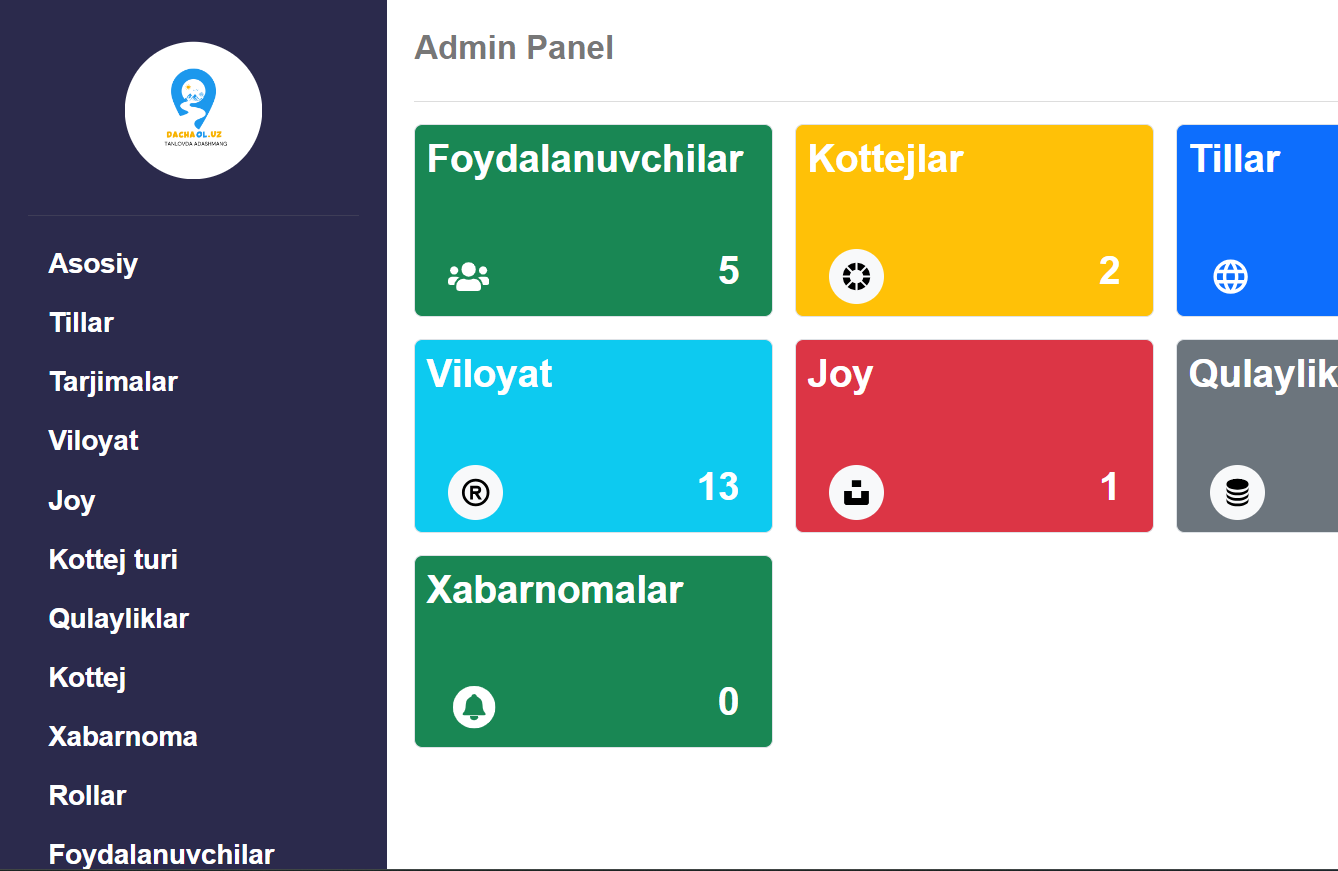 DACHAOL.UZ
TANLOVDA ADASHMANG
Asosiy
Tillar
Tarjimalar
Viloyat
Joy
Kottej turi
Qulayliklar
Kottej
Xabarnoma
Rollar
Foydalanuvchilar
Admin Panel
Foydalanuvchilar
5
Kottejlar
2
Tillar
Viloyat
®
13
Joy
1
Qulaylik
Xabarnomalar
0